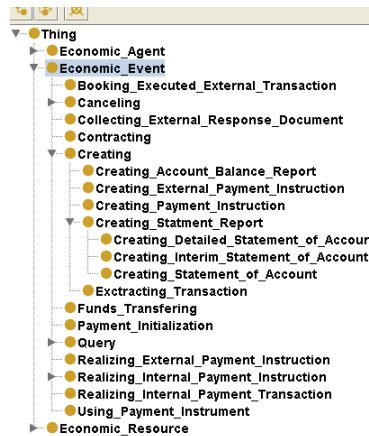 Thing
Economic_Agent
Economic_Event
Booking_Executed_External_Transaction
Canceling
Collecting_External_Response_Document
Contracting
Creating
Creating_Account_Balance_Report
Creating_External_Payment_Instruction
Creating_Payment_Instruction
Creating_Statment_Report
Creating_Detailed_Statement_of_Accour
Creating_Interim_Statement_of_Account
Creating_Statement_of_Account
Exctracting_Transaction
Funds_Transfering
Payment_Initialization
Query
Realizing_External_Payment_Instruction
Realizing_Internal_Payment_Instruction
Realizing_Internal_Payment_Transaction
Using_Payment_Instrument
Economic_Resource